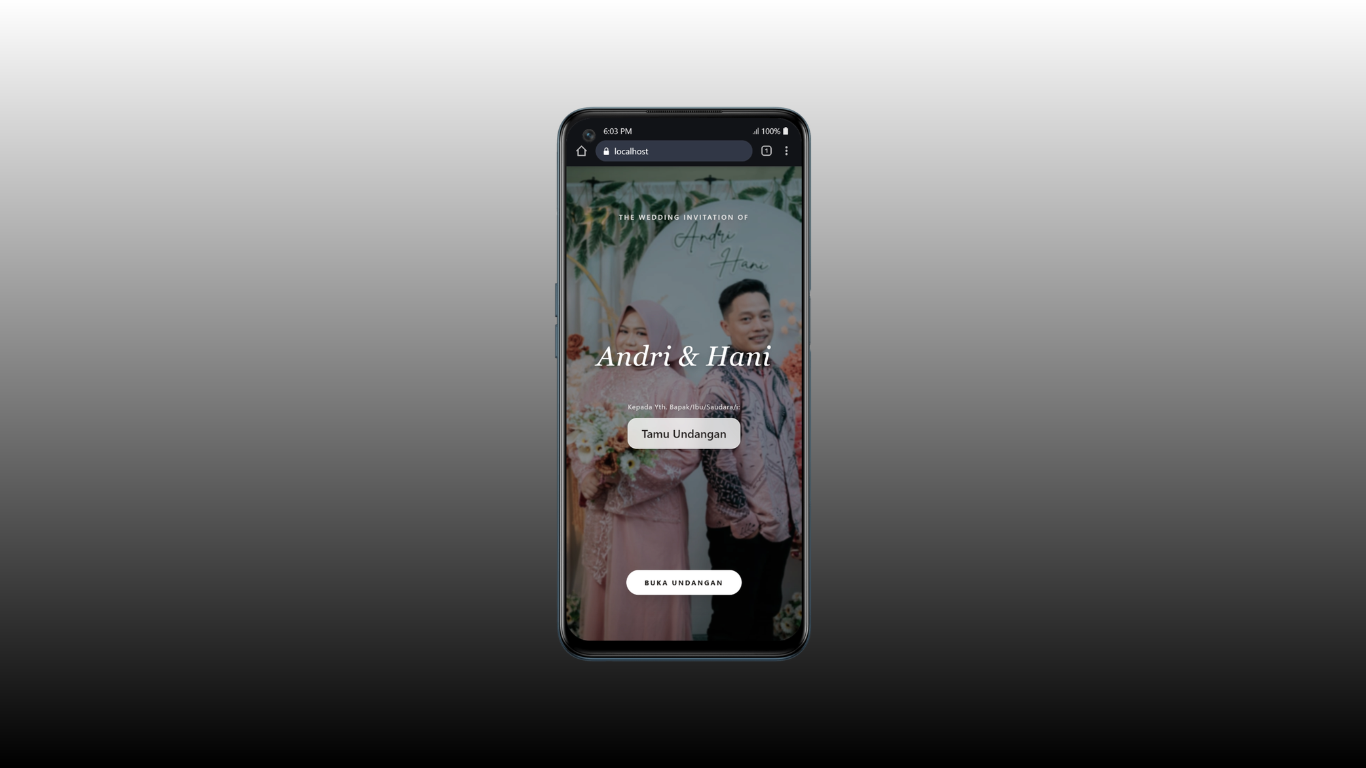 6:03 PM
100%
localhost
1
THE WEDDING INVITATION OF
Andri
Hani
Andri & Hani
Kepada Yth. Bapak/Ibu/Saudara/i:
Tamu Undangan
BUKA UNDANGAN